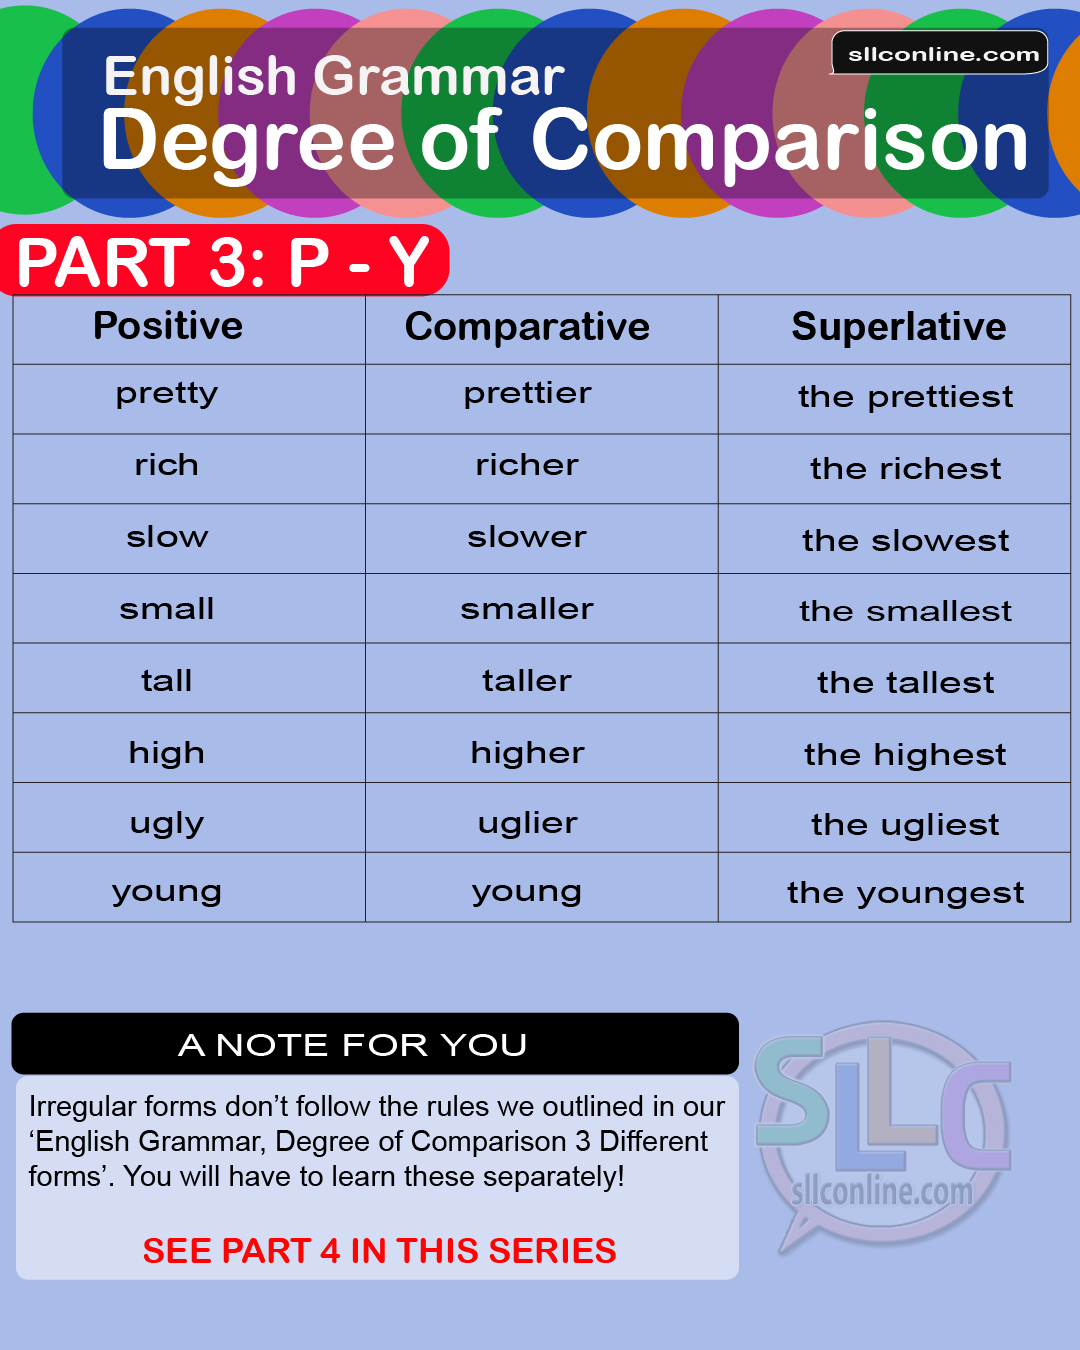 sllconline.com
English Grammar
Degree of Comparison
PART 3: P - Y
Positive Comparative Superlative
pretty prettier the prettiest
rich richer the richest
slow slower the slowest
small smaller the smallest
tall taller the tallest
high higher the highest
ugly uglier the ugliest
young young the youngest
A NOTE FOR YOU
Irregular forms don’t follow the rules we outlined in our
‘English Grammar, Degree of Comparison 3 Different
forms’. You will have to learn these separately!
SEE PART 4 IN THIS SERIES
SLLC
sllconline.com